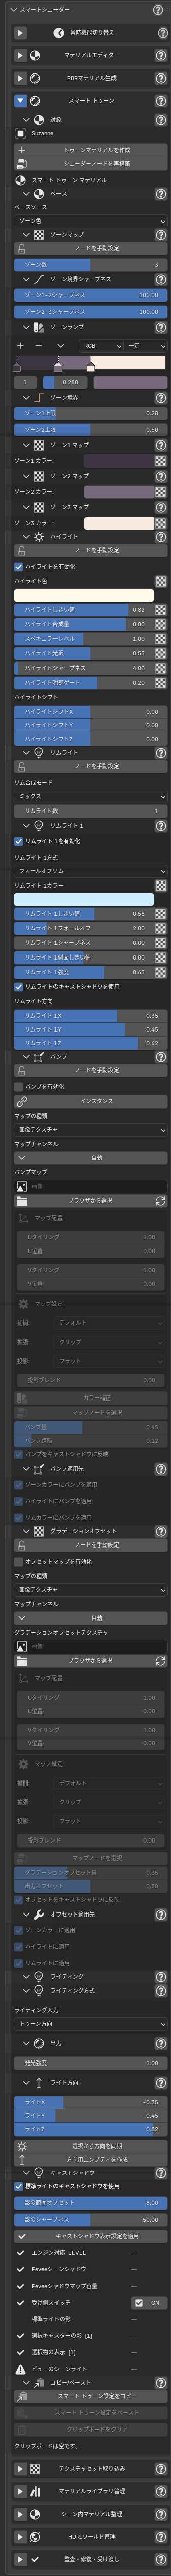 スマートシェーダー
常時機能切り替え
マテリアルエディター
PBRマテリアル生成
スマート トゥーン
対象
Suzanne
トゥーンマテリアルを作成
シェーダーノードを再構築
スマート トゥーン マテリアル
ベース
ベースソース
ゾーン色
ゾーンマップ
ノードを手動設定
ゾーン数 3
ゾーン境界シャープネス
ゾーン1-2シャープネス 100.00
ゾーン2-3シャープネス 100.00
ゾーンランプ
RGB 一定
1 0.280
ゾーン境界
ゾーン1上限 0.28
ゾーン2上限 0.50
ゾーン1 マップ
ゾーン1 カラー:
ゾーン2 マップ
ゾーン2 カラー:
ゾーン3 マップ
ゾーン3 カラー:
ハイライト
ノードを手動設定
ハイライトを有効化
ハイライト色
ハイライトしきい値 0.82
ハイライト合成量 0.80
スペキュラーレベル 1.00
ハイライト光沢 0.55
ハイライトシャープネス 4.00
ハイライト明部ゲート 0.20
ハイライトシフト
ハイライトシフトX 0.00
ハイライトシフトY 0.00
ハイライトシフトZ 0.00
リムライト
ノードを手動設定
リム合成モード
ミックス
リムライト数 1
リムライト 1
リムライト 1を有効化
リムライト 1方式
フォールオフリム
リムライト 1カラー
リムライト 1しきい値 0.58
リムライト 1フォールオフ 2.00
リムライト 1シャープネス 0.00
リムライト 1側面しきい値 0.00
リムライト 1強度 0.65
リムライトのキャストシャドウを使用
リムライト方向
リムライト 1X 0.35
リムライト 1Y 0.45
リムライト 1Z 0.62
バンプ
ノードを手動設定
バンプを有効化
インスタンス
マップの種類
画像テクスチャ
マップチャンネル
自動
バンプマップ
画像
ブラウザから選択
マップ配置
Uタイリング 1.00
U位置 0.00
Vタイリング 1.00
V位置 0.00
マップ設定
補間: デフォルト
拡張: クリップ
投影: フラット
投影ブレンド 0.00
カラー補正
マップノードを選択
バンプ量 0.45
バンプ距離 0.12
バンプをキャストシャドウに反映
バンプ適用先
ゾーンカラーにバンプを適用
ハイライトにバンプを適用
リムカラーにバンプを適用
グラデーションオフセット
ノードを手動設定
オフセットマップを有効化
マップの種類
画像テクスチャ
マップチャンネル
自動
グラデーションオフセットテクスチャ
画像
ブラウザから選択
マップ配置
Uタイリング 1.00
U位置 0.00
Vタイリング 1.00
V位置 0.00
マップ設定
補間: デフォルト
拡張: クリップ
投影: フラット
投影ブレンド 0.00
マップノードを選択
グラデーションオフセット量 0.35
出力オフセット 0.50
オフセットをキャストシャドウに反映
オフセット適用先
ゾーンカラーに適用
ハイライトに適用
リムライトに適用
ライティング
ライティング方式
ライティング入力
トゥーン方向
出力
発光強度 1.00
ライト方向
ライトX -0.35
ライトY -0.45
ライトZ 0.82
選択から方向を同期
方向用エンプティを作成
キャストシャドウ
標準ライトのキャストシャドウを使用
影の範囲オフセット 8.00
影のシャープネス 50.00
キャストシャドウ表示設定を適用
エンジン対応 EEVEE
Eeveeシーンシャドウ
Eeveeシャドウマップ容量
受け側スイッチ ON
標準ライトの影
選択キャスターの影 [1]
選択物の表示 [1]
ビューのシーンライト
コピー/ペースト
スマート トゥーン設定をコピー
スマート トゥーン設定をペースト
クリップボードをクリア
クリップボードは空です。
テクスチャセット取り込み
マテリアルライブラリ管理
シーン内マテリアル整理
HDRIワールド管理
監査・修復・受け渡し